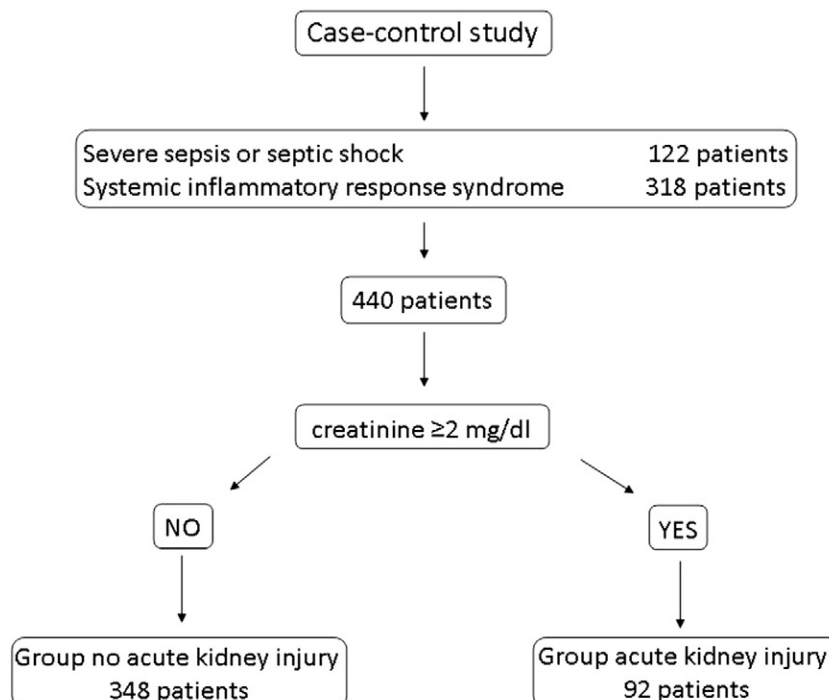 Case-control study
Severe sepsis or septic shock 122 patients
Systemic inflammatory response syndrome 318 patients
440 patients
creatinine ≥2 mg/dl
NO
YES
Group no acute kidney injury
348 patients
Group acute kidney injury
92 patients